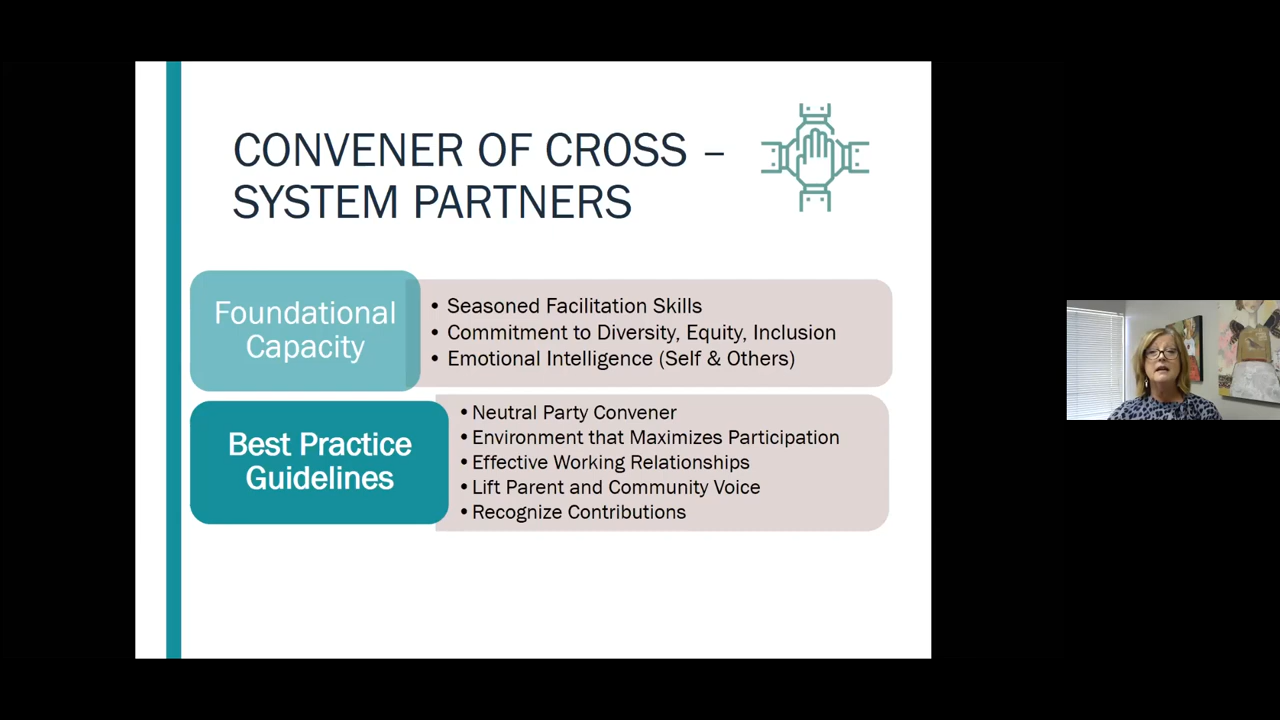 CONVENER OF CROSS –
SYSTEM PARTNERS
Foundational
Capacity
• Seasoned Facilitation Skills
• Commitment to Diversity, Equity, Inclusion
• Emotional Intelligence (Self & Others)
Best Practice
Guidelines
• Neutral Party Convener
• Environment that Maximizes Participation
• Effective Working Relationships
• Lift Parent and Community Voice
• Recognize Contributions